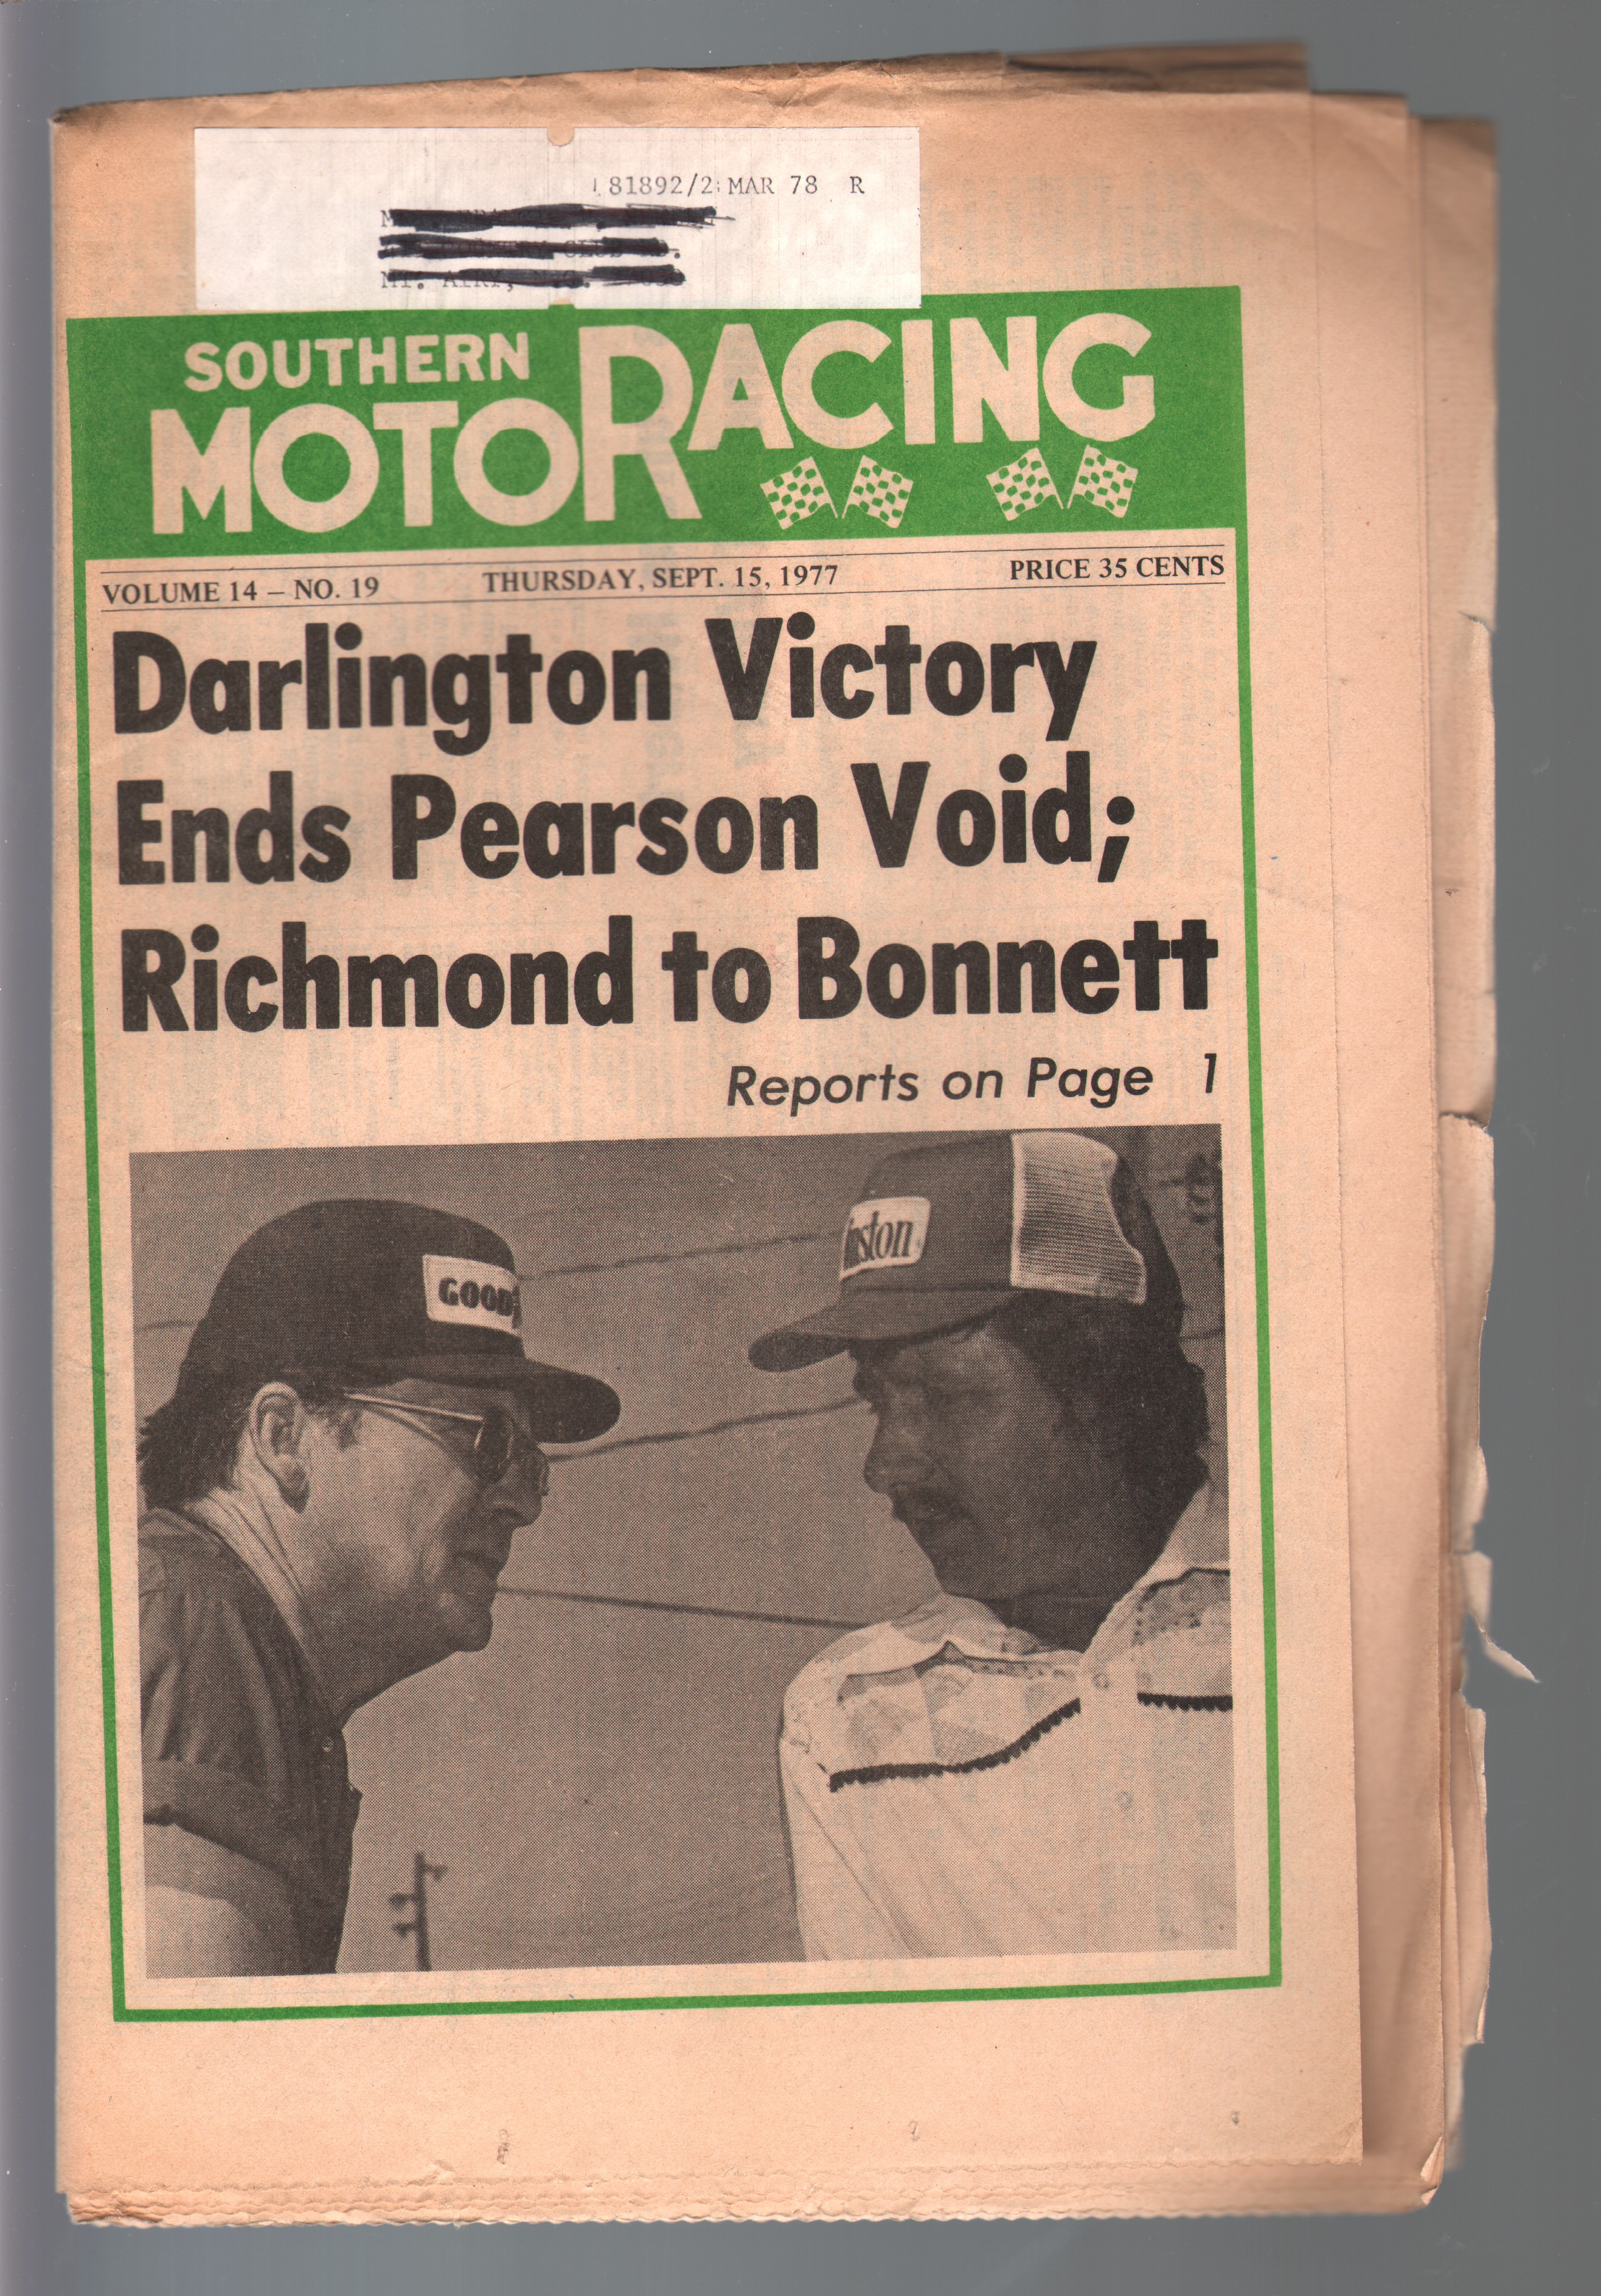 81892/2 MAR 78 R
SOUTHERN
MOTORACING
VOLUME 14 – NO. 19 THURSDAY, SEPT. 15, 1977 PRICE 35 CENTS
Darlington Victory
Ends Pearson Void;
Richmond to Bonnett
Reports on Page 1
GOODY
inston